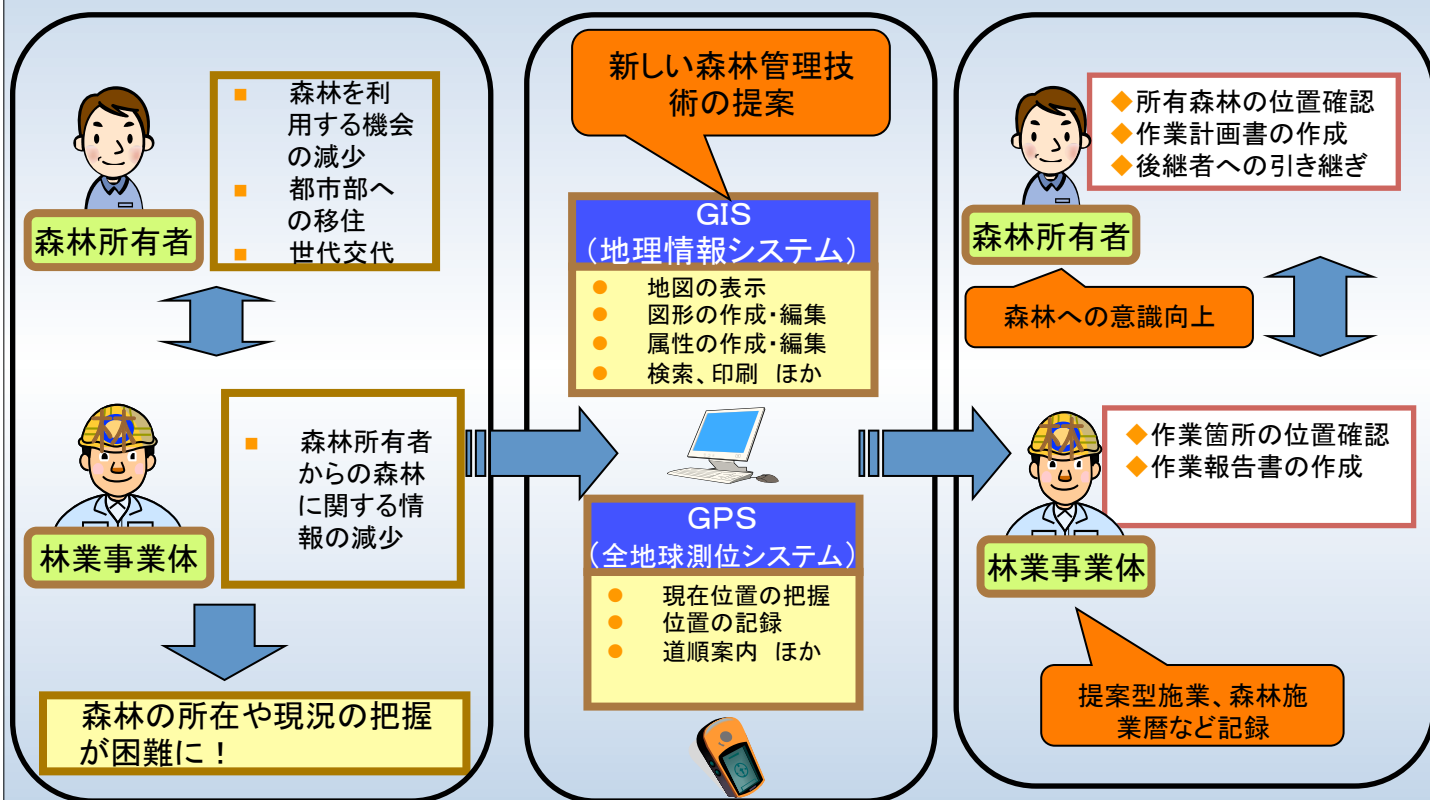 森林を利
用する機会
の減少
都市部へ
の移住
世代交代
森林所有者
林
森林所有者
からの森林
に関する情
報の減少
林業事業体
森林の所在や現況の把握
が困難に！
新しい森林管理技
術の提案
GIS
（地理情報システム）
地図の表示
図形の作成・編集
属性の作成・編集
検索、印刷　ほか
GPS
（全地球測位システム）
現在位置の把握
位置の記録
道順案内　ほか
◆所有森林の位置確認
◆作業計画書の作成
◆後継者への引き継ぎ
森林所有者
森林への意識向上
林
◆作業箇所の位置確認
◆作業報告書の作成
林業事業体
提案型施業、森林施
業暦など記録